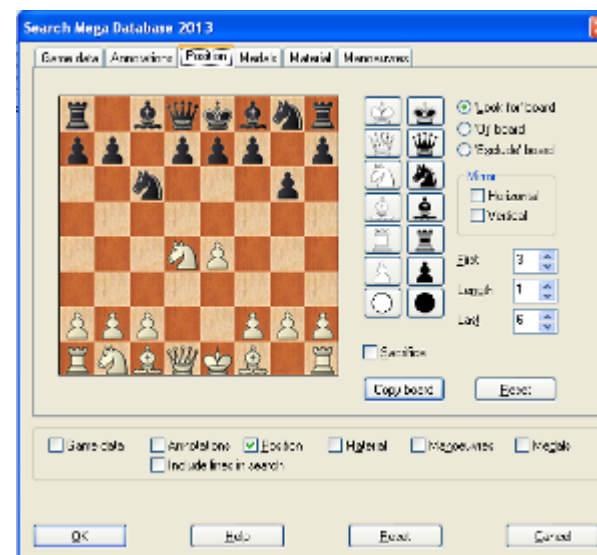 Search Mega Database 2013
Game data Annotations Position Medals Material Manoeuvres
'Look for' board
'Or' board
'Exclude' board
Mirror
Horizontal
Vertical
First 3
Length 1
Last 6
Sacrifice
Copy board Reset
Game data Annotations Position Material Manoeuvres Medals
Include lines in search
OK Help Reset Cancel